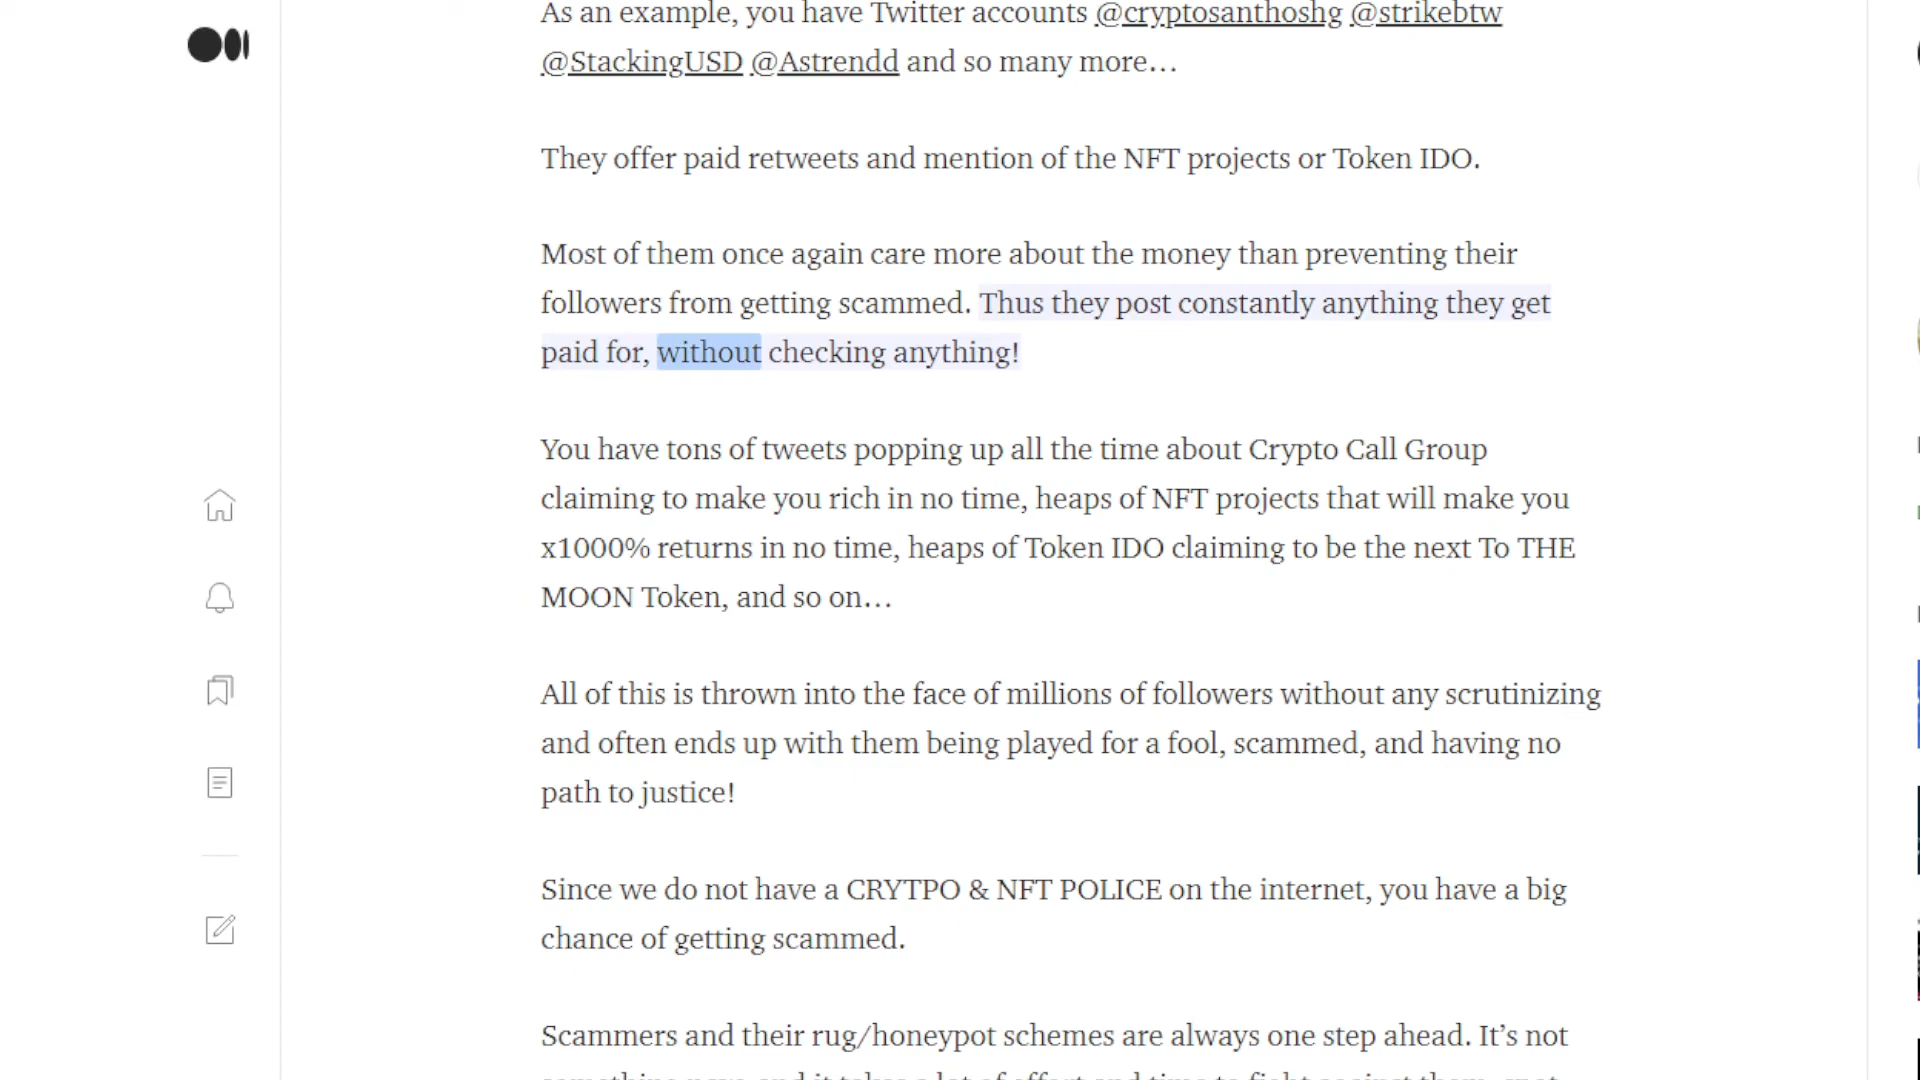 As an example, you have Twitter accounts @cryptosanthoshg @strikebtw
@StackingUSD @Astrendd and so many more…
They offer paid retweets and mention of the NFT projects or Token IDO.
Most of them once again care more about the money than preventing their
followers from getting scammed. Thus they post constantly anything they get
paid for, without checking anything!
You have tons of tweets popping up all the time about Crypto Call Group
claiming to make you rich in no time, heaps of NFT projects that will make you
x1000% returns in no time, heaps of Token IDO claiming to be the next To THE
MOON Token, and so on…
All of this is thrown into the face of millions of followers without any scrutinizing
and often ends up with them being played for a fool, scammed, and having no
path to justice!
Since we do not have a CRYTPO & NFT POLICE on the internet, you have a big
chance of getting scammed.
Scammers and their rug/honeypot schemes are always one step ahead. It’s not